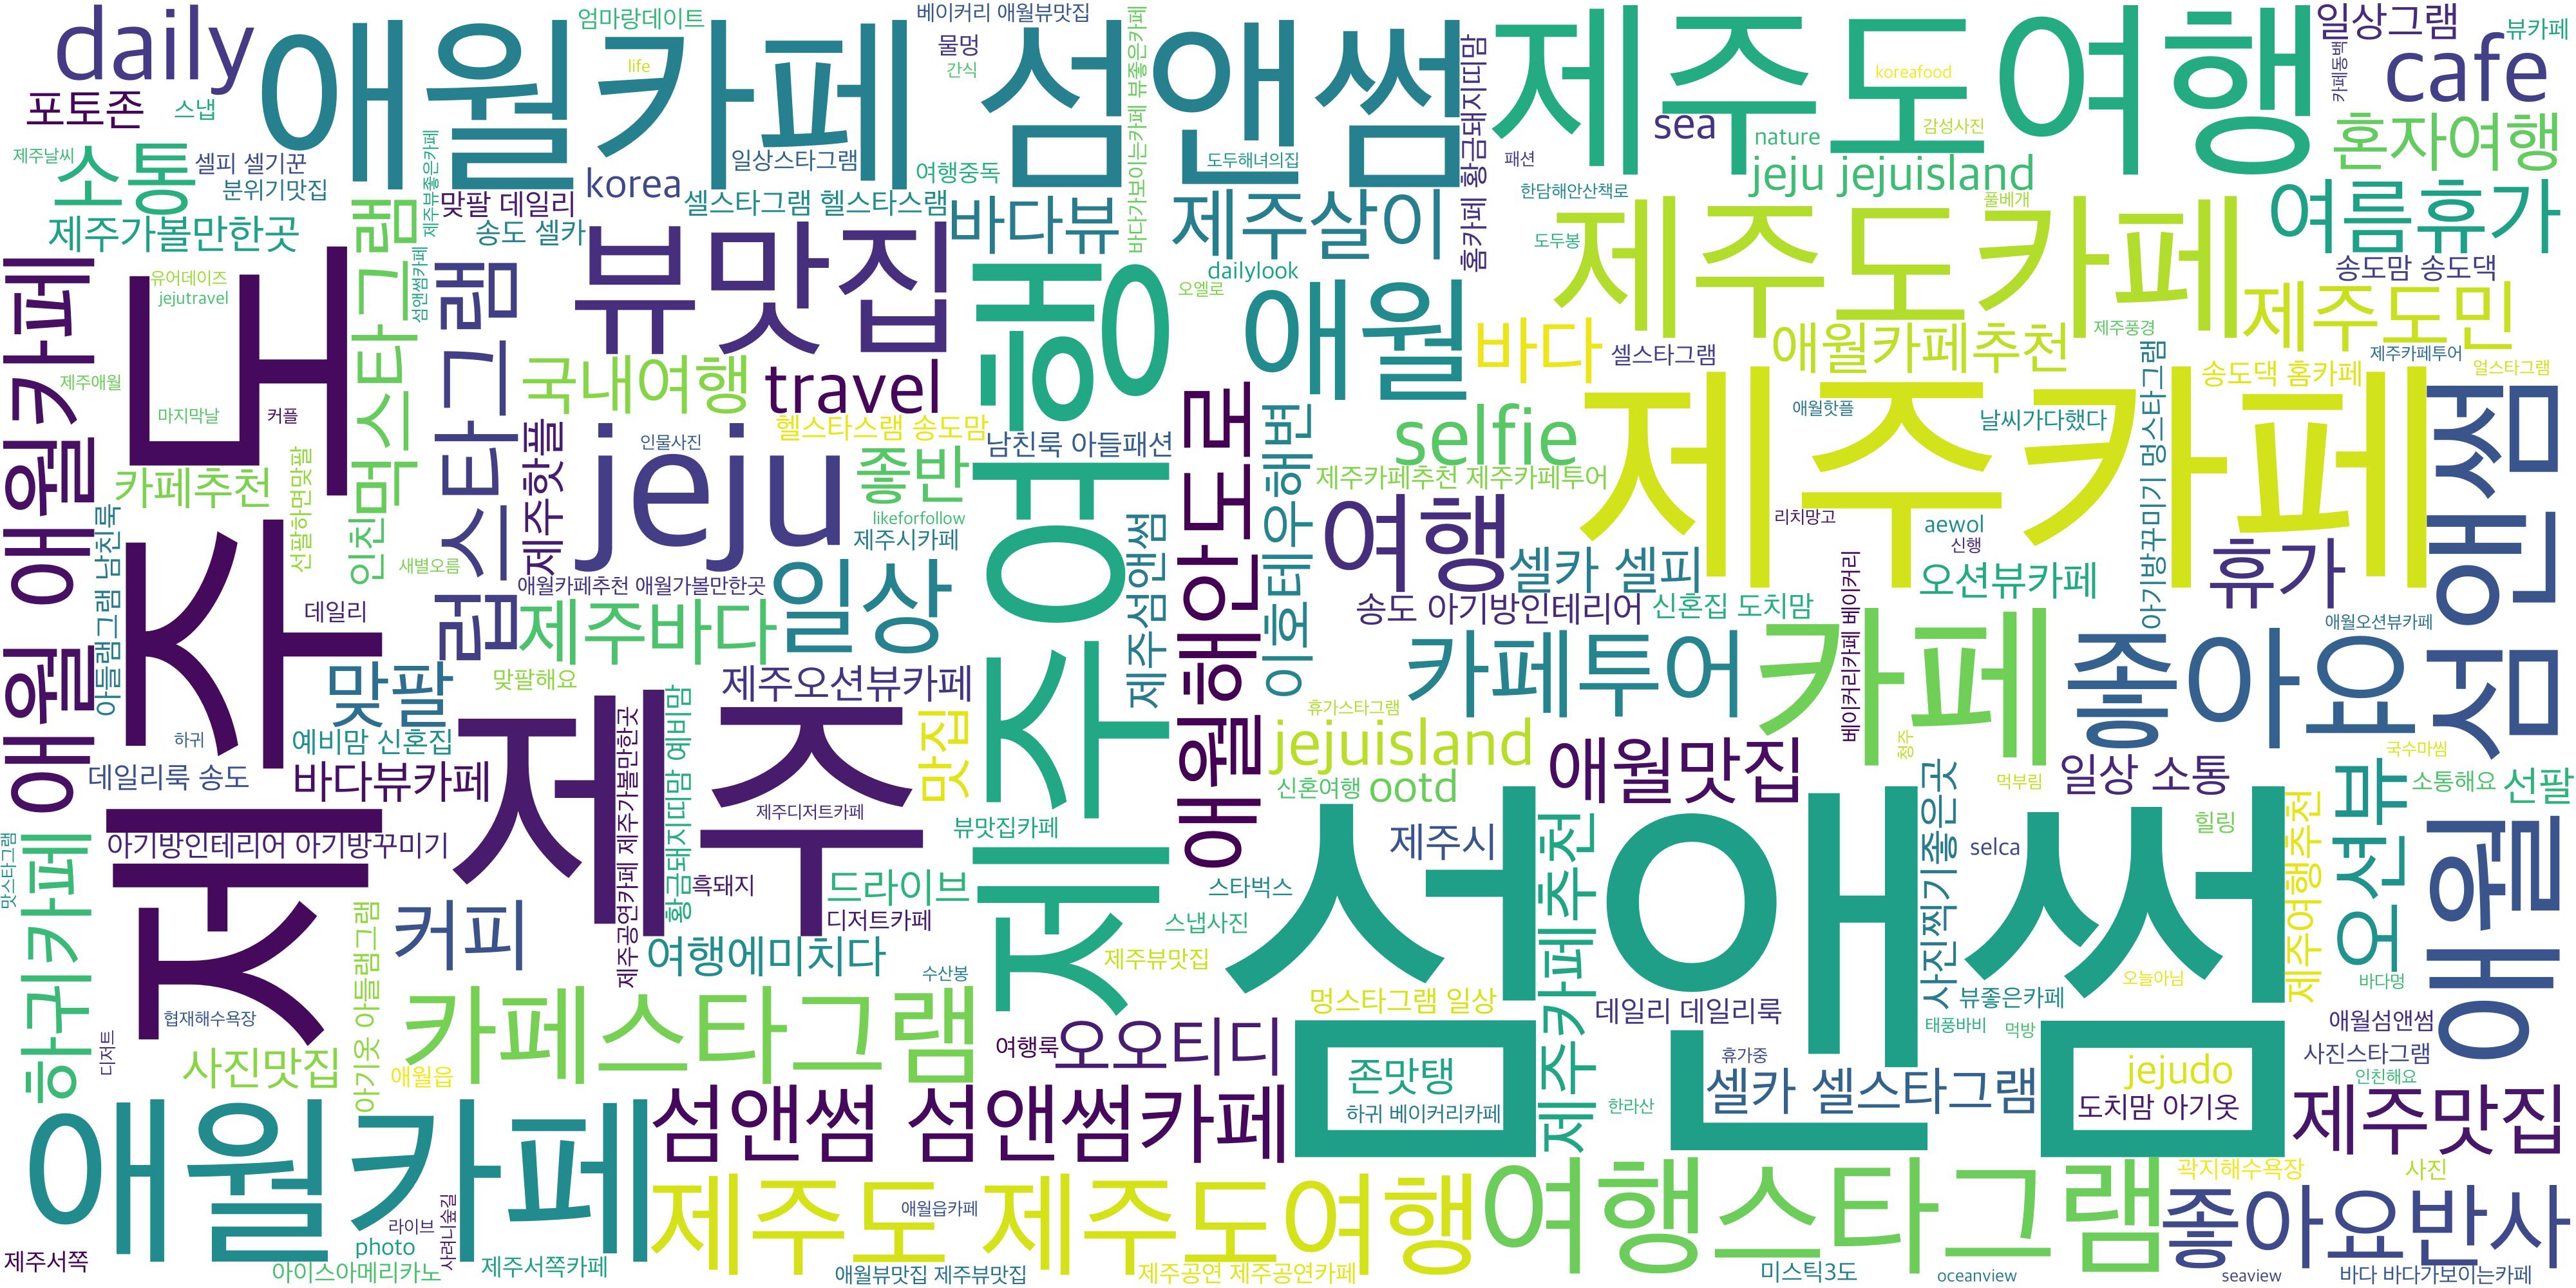 daily
애월카페 섬앤썸
제주도여행
일상그램
뷰카페
cafe
카페동백
엄마랑데이트
베이커리 애월뷰맛집
물멍
간식
life
koreafood
포토존
스냅
sea
nature
감성사진
패션
혼자여행
제주날씨
소통
셀피 셀기꾼
분위기맛집
제주뷰좋은카페
일상스타그램
여행중독
바다가보이는카페 뷰좋은카페
도두해녀의집
홈카페 황금돼지띠맘
jeju jejuisland
한담해안산책로
풀베개
도두봉
여름휴가
제주가볼만한곳
맞팔 데일리
송도 셀카
korea
셀스타그램 헬스타스램
바다뷰
제주살이
제주도카페
송도맘 송도댁
애월 애월카페
유어데이즈
jejutravel
먹스타그램
섬앤썸카페
럽스타그램
뷰맛집
제주여행
dailylook
오엘로
애월
바다
셀스타그램
애월카페추천
제주풍경
제주도민
제주애월
마지막날
커플
제주도
국내여행
travel
제주카페투어
송도댁 홈카페
얼스타그램
아기방꾸미기 멍스타그램
제주카페
애월핫플
날씨가다했다
카페추천
선팔하면맞팔
인친
새별오름
제주핫플
jeju
인물사진
헬스타스램 송도맘
좋반
남친룩 아들패션
애월해안도로
이호테우해변
selfie
제주카페추천 제주카페투어
likeforfollow
제주시카페
여행
리치망고
aewol
신행
애월 섬앤썸
아들램그램 남친룩
데일리
애월카페추천 애월가볼만한곳
제주바다
일상
제주섬앤썸
셀카 셀피
송도 아기방인테리어
신혼집 도치맘
오션뷰카페
휴가
애월오션뷰카페
맞팔
맞팔해요
제주오션뷰카페
카페투어
카페
베이커리카페 베이커리
좋아요
하귀
예비맘 신혼집
데일리룩 송도
바다뷰카페
제주
제주공연카페 제주가볼만한곳
황금돼지띠맘 예비맘
제주디저트카페
맛집
휴가스타그램
jejuisland
신혼여행
ootd
애월맛집
청주
먹부림
일상 소통
국수마씸
소통해요
선팔
맛스타그램
하귀카페
아기방인테리어 아기방꾸미기
흑돼지
드라이브
디저트카페
뷰맛집카페
스타벅스
스냅사진
제주시
제주카페추천
섬앤썸
사진찍기좋은곳
selca
힐링
제주여행추천
오션뷰
바다멍
아기옷 아들램그램
커피
여행에미치다
수산봉
제주뷰맛집
협재해수욕장
디저트
사진맛집
애월읍
카페스타그램
여행룩
오오티디
멍스타그램 일상
데일리 데일리룩
뷰좋은카페
오늘아님
태풍바비
먹방
애월섬앤썸
사진스타그램
인친해요
존맛탱
하귀 베이커리카페
한라산
휴가중
셀카 셀스타그램
jejudo
도치맘 아기옷
제주맛집
애월카페
섬앤썸 섬앤썸카페
제주도 제주도여행
애월읍카페
여행스타그램
곽지해수욕장
사진
좋아요반사
제주서쪽
라이브
photo
사려니숲길
아이스아메리카노
제주서쪽카페
애월뷰맛집 제주뷰맛집
제주공연 제주공연카페
미스틱3도
oceanview
seaview
바다 바다가보이는카페